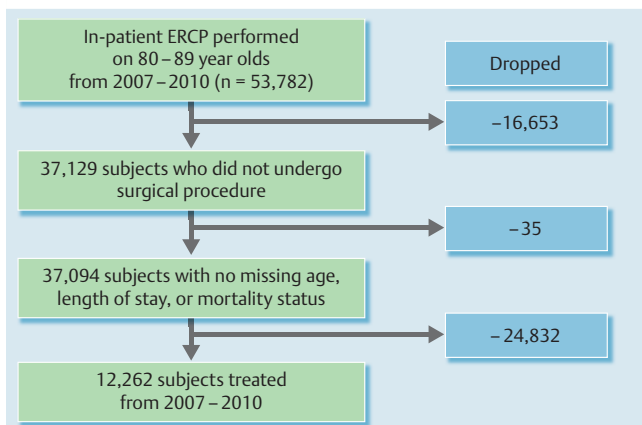 In-patient ERCP performed
on 80 – 89 year olds
from 2007 – 2010 (n = 53,782)
Dropped
–16,653
37,129 subjects who did not undergo
surgical procedure
– 35
37,094 subjects with no missing age,
length of stay, or mortality status
– 24,832
12,262 subjects treated
from 2007 – 2010